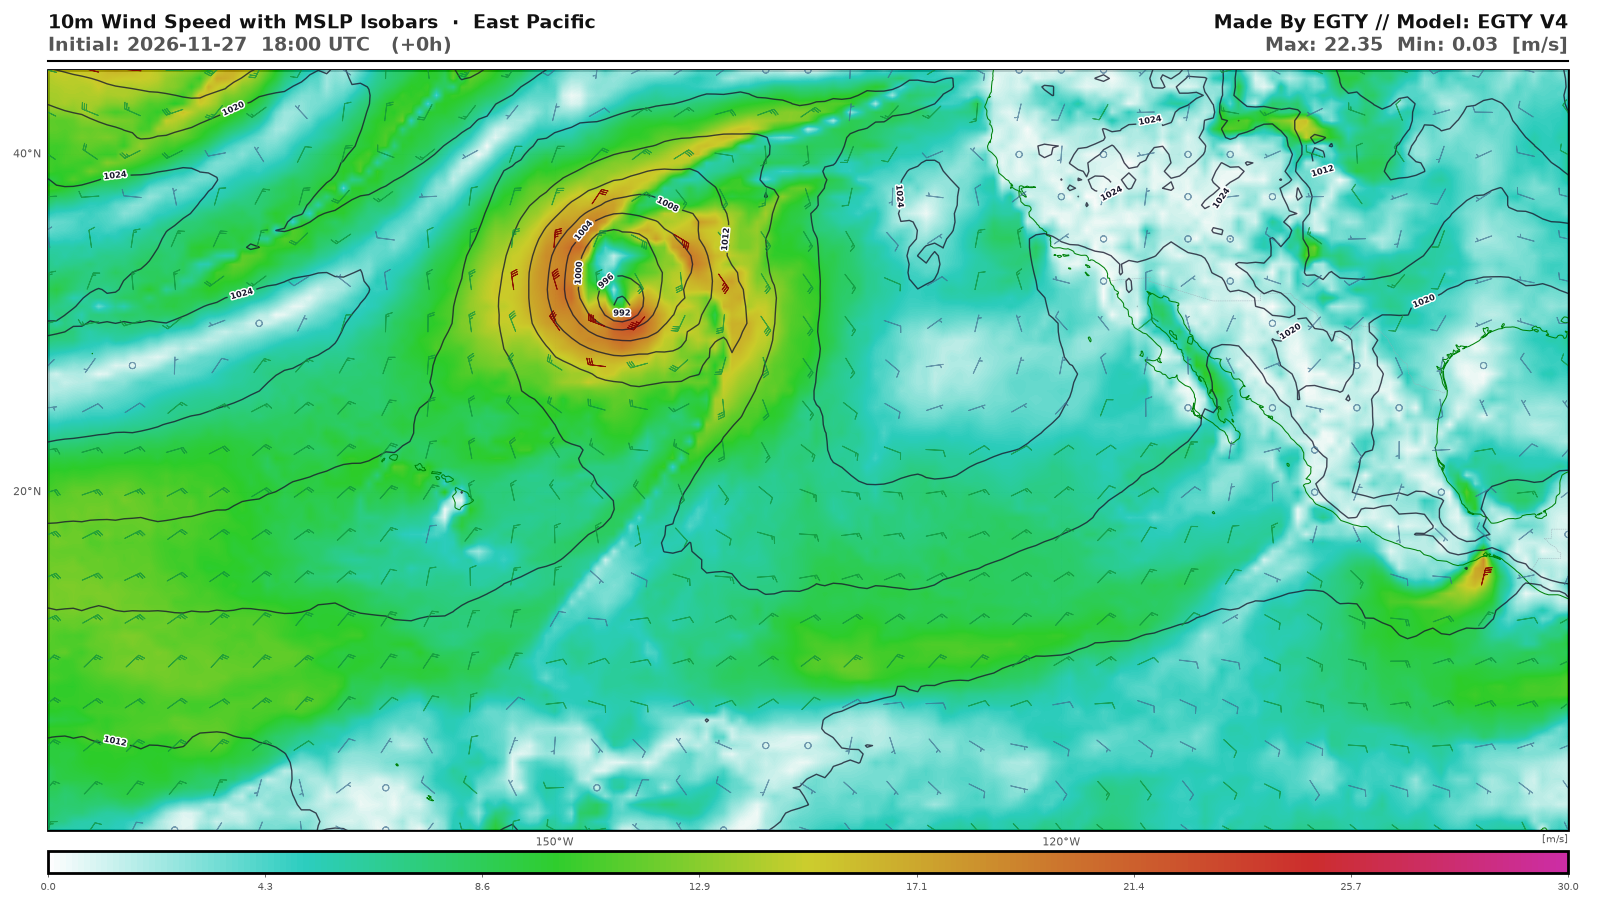 10m Wind Speed with MSLP Isobars · East Pacific
Made By EGTY // Model: EGTY V4
Initial: 2026-11-27 18:00 UTC (+0h)
Max: 22.35 Min: 0.03 [m/s]
1020
1024
1012
40°N
1024
1024
1024
1024
1008
1004
1012
1000
996
1024
992
1020
1020
20°N
1012
150°W
120°W
[m/s]
0.0
4.3
8.6
12.9
17.1
21.4
25.7
30.0